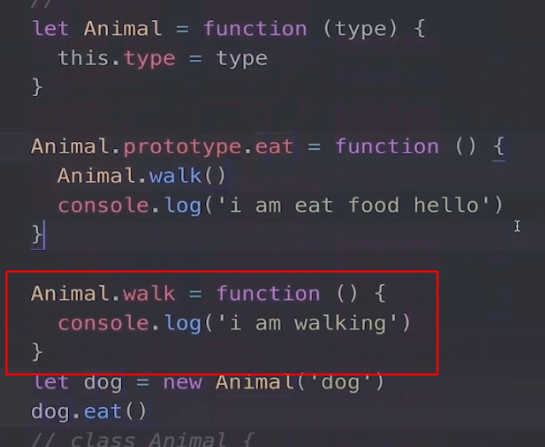 //
let Animal = function (type) {
this.type = type
}
Animal.prototype.eat = function () {
Animal.walk()
console.log('i am eat food hello')
}
Animal.walk = function () {
console.log('i am walking')
}
let dog = new Animal('dog')
dog.eat()
// class Animal {